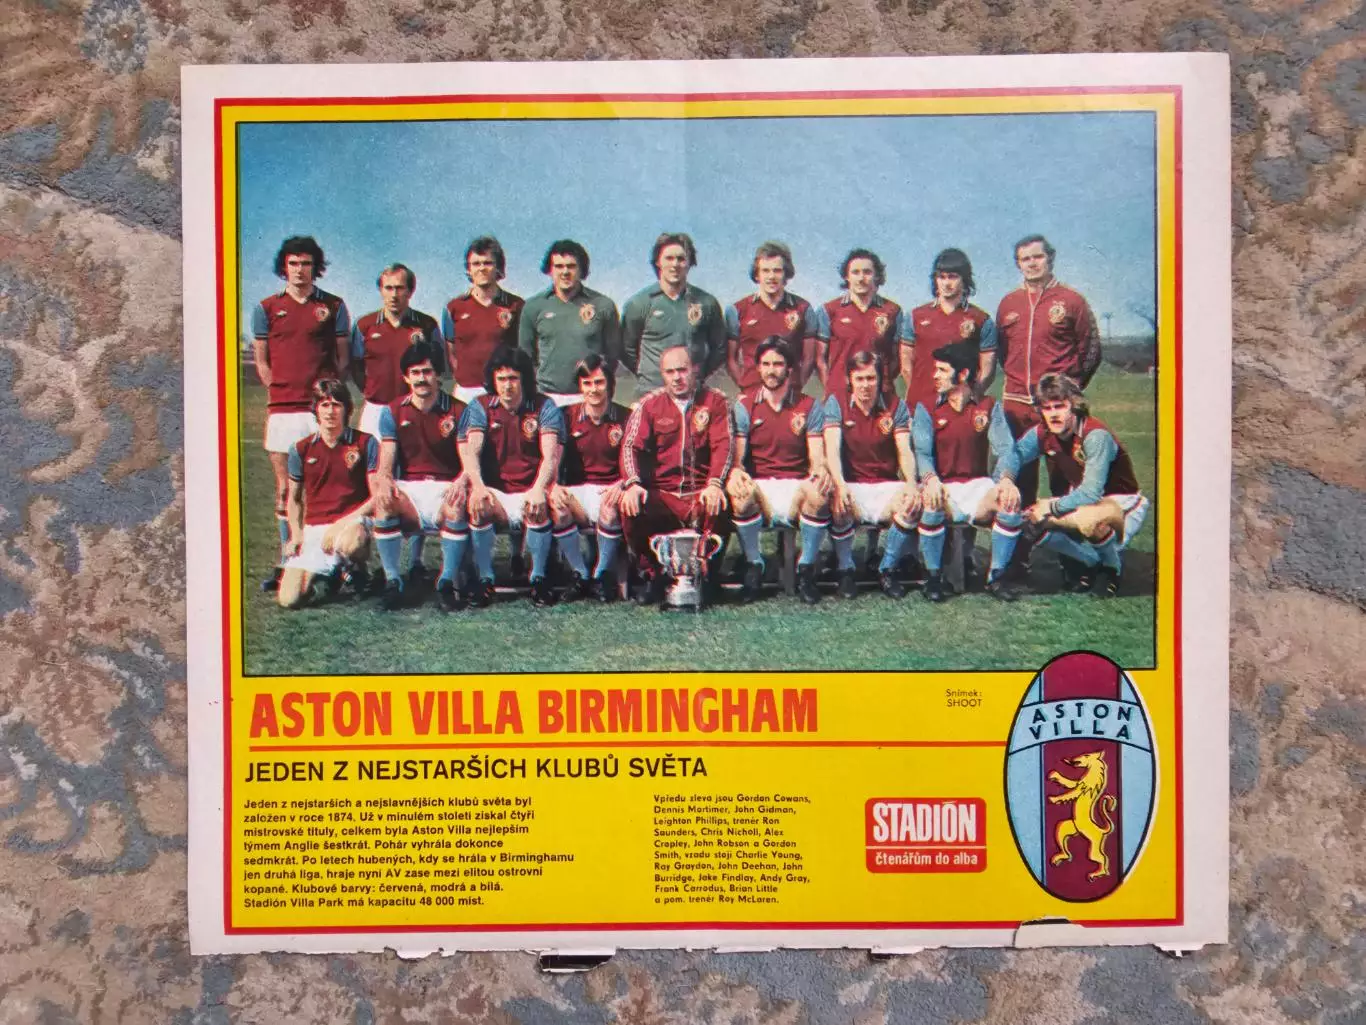 ASTON VILLA BIRMINGHAM
Snímek:
SHOOT
JEDEN Z NEJSTARŠÍCH KLUBŮ SVĚTA
Jeden z nejstarších a nejslavnějších klubů světa byl
založen v roce 1874. Už v minulém století získal čtyři
mistrovské tituly, celkem byla Aston Villa nejlepším
týmem Anglie šestkrát. Pohár vyhrála dokonce
sedmkrát. Po letech hubených, kdy se hrála v Birminghamu
jen druhá liga, hraje nyní AV zase mezi elitou ostrovní
kopané. Klubové barvy: červená, modrá a bílá.
Stadión Villa Park má kapacitu 48 000 míst.
Vpředu zleva jsou Gordon Cowans,
Dennis Mortimer, John Gidman,
Leighton Phillips, trenér Ron
Saunders, Chris Nicholl, Alex
Cropley, John Robson a Gordon
Smith, vzadu stojí Charlie Young,
Ray Graydon, John Deehan, John
Burridge, Jake Findlay, Andy Gray,
Frank Carrodus, Brian Little
a pom. trenér Roy McLaren.
STADIÓN
čtenářům do alba
ASTON
VILLA